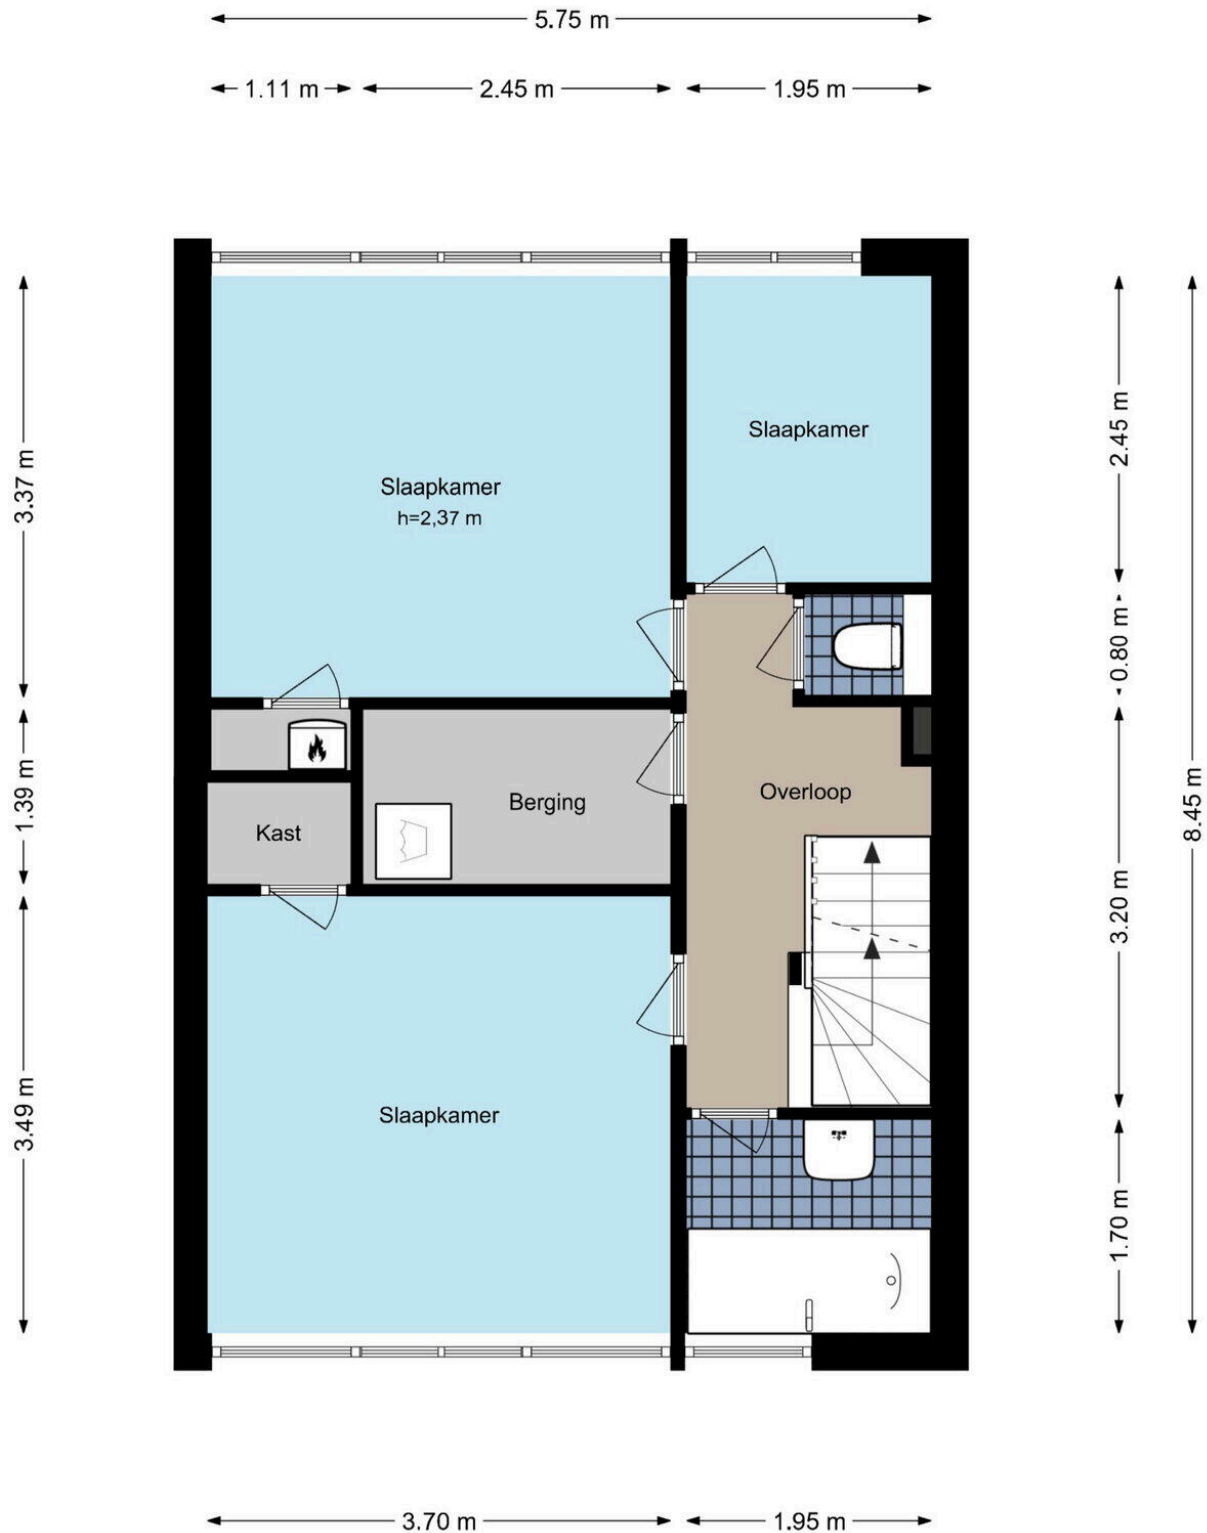 5.75 m
1.11 m
2.45 m
1.95 m
3.37 m
1.39 m
3.49 m
Slaapkamer
h=2,37 m
Slaapkamer
Berging
Kast
Overloop
Slaapkamer
2.45 m
0.80 m
3.20 m
1.70 m
8.45 m
3.70 m
1.95 m